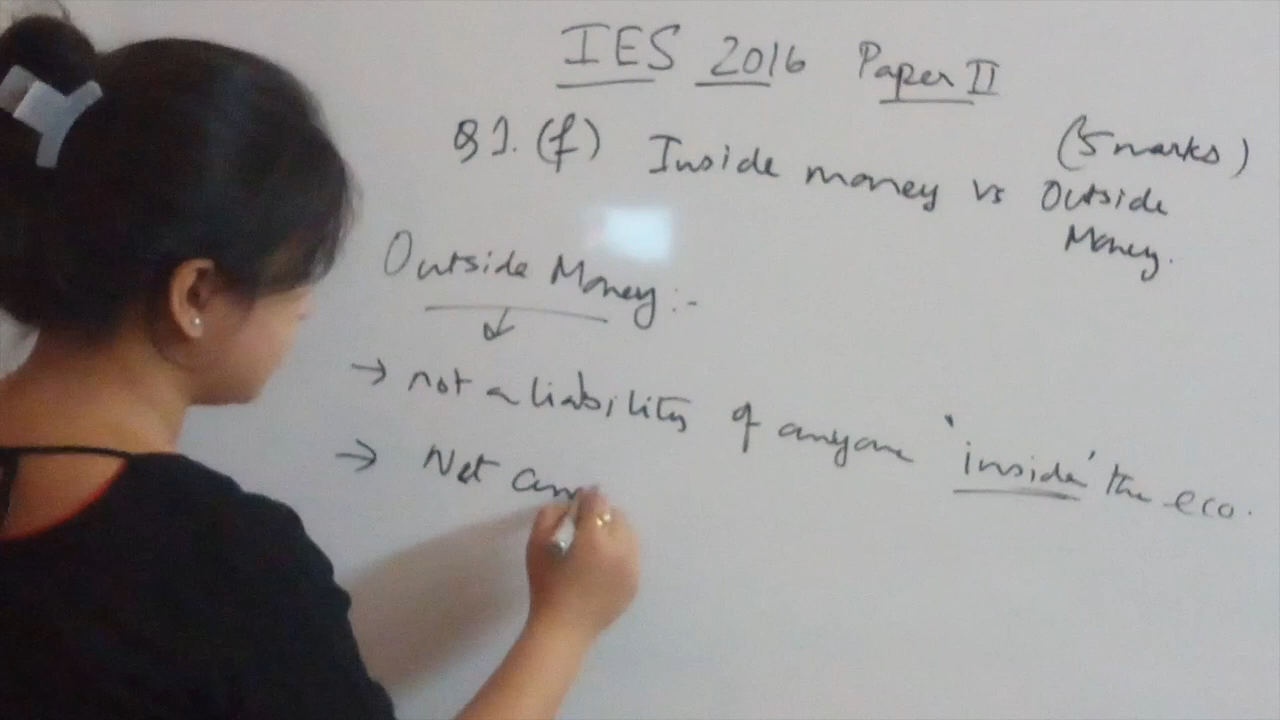 IES 2016 Paper II
Q1. (f) Inside money vs Outside Money. (5 marks)
Outside Money:-
→ not a liability of anyone 'inside' the eco.
→ Net am